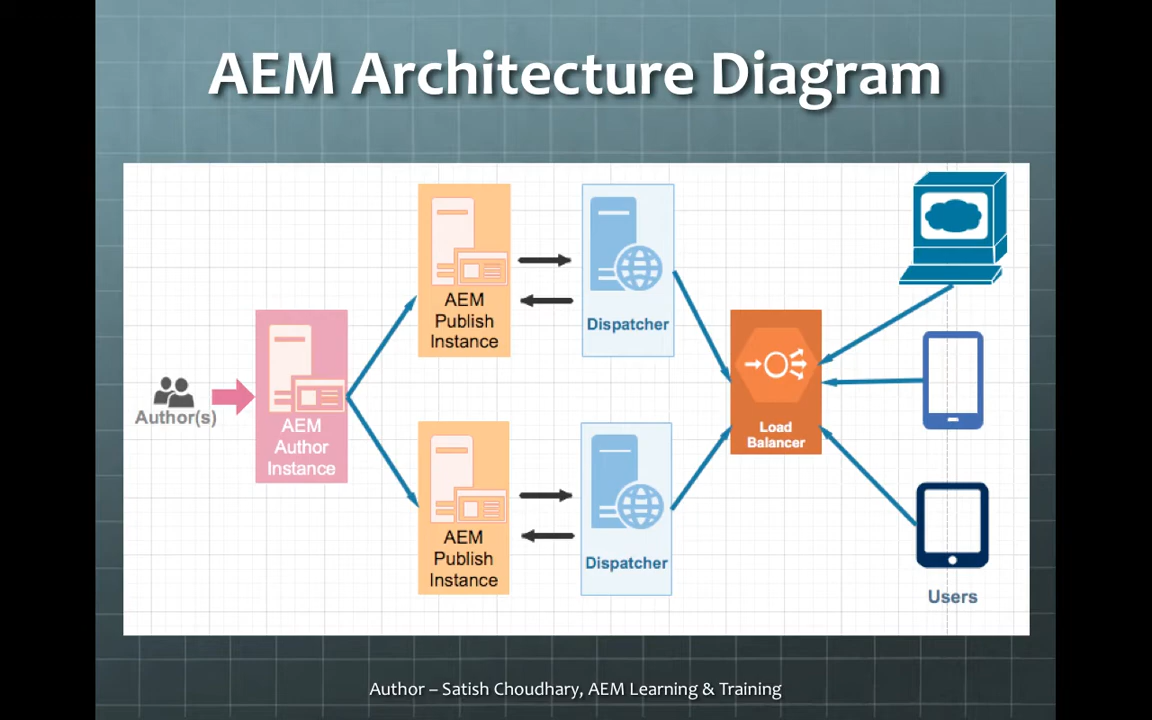 AEM Architecture Diagram
Author(s)
AEM
Author
Instance
AEM
Publish
Instance
Dispatcher
AEM
Publish
Instance
Dispatcher
Load
Balancer
Users
Author – Satish Choudhary, AEM Learning & Training